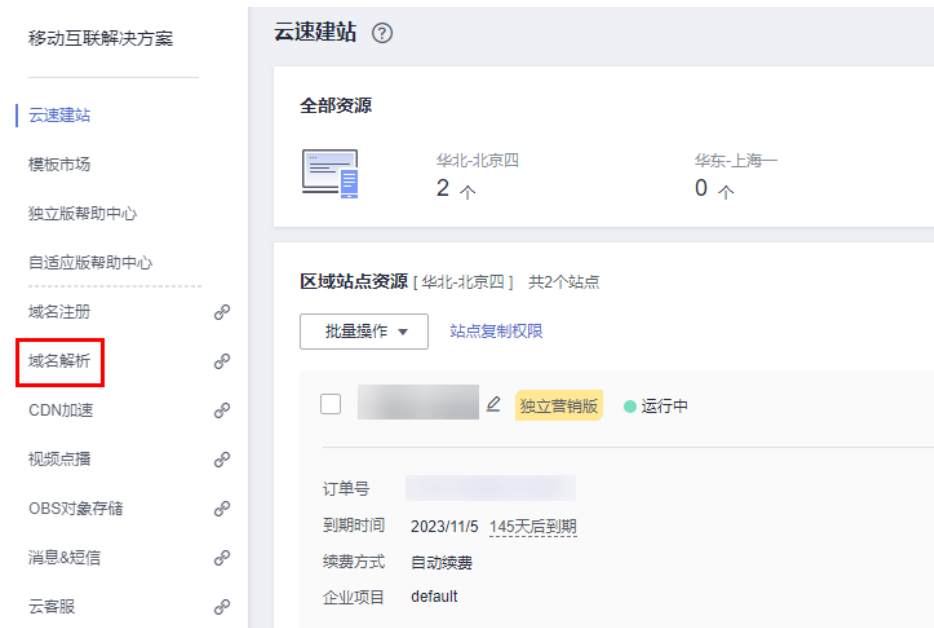 移动互联解决方案
云速建站
模板市场
独立版帮助中心
自适应版帮助中心
域名注册
域名解析
CDN加速
视频点播
OBS对象存储
消息&短信
云客服
云速建站 ?
全部资源
华北-北京四
2 个
华东-上海一
0 个
区域站点资源 [ 华北-北京四 ] 共2个站点
批量操作 站点复制权限
独立营销版 运行中
订单号
到期时间 2023/11/5 145天后到期
续费方式 自动续费
企业项目 default